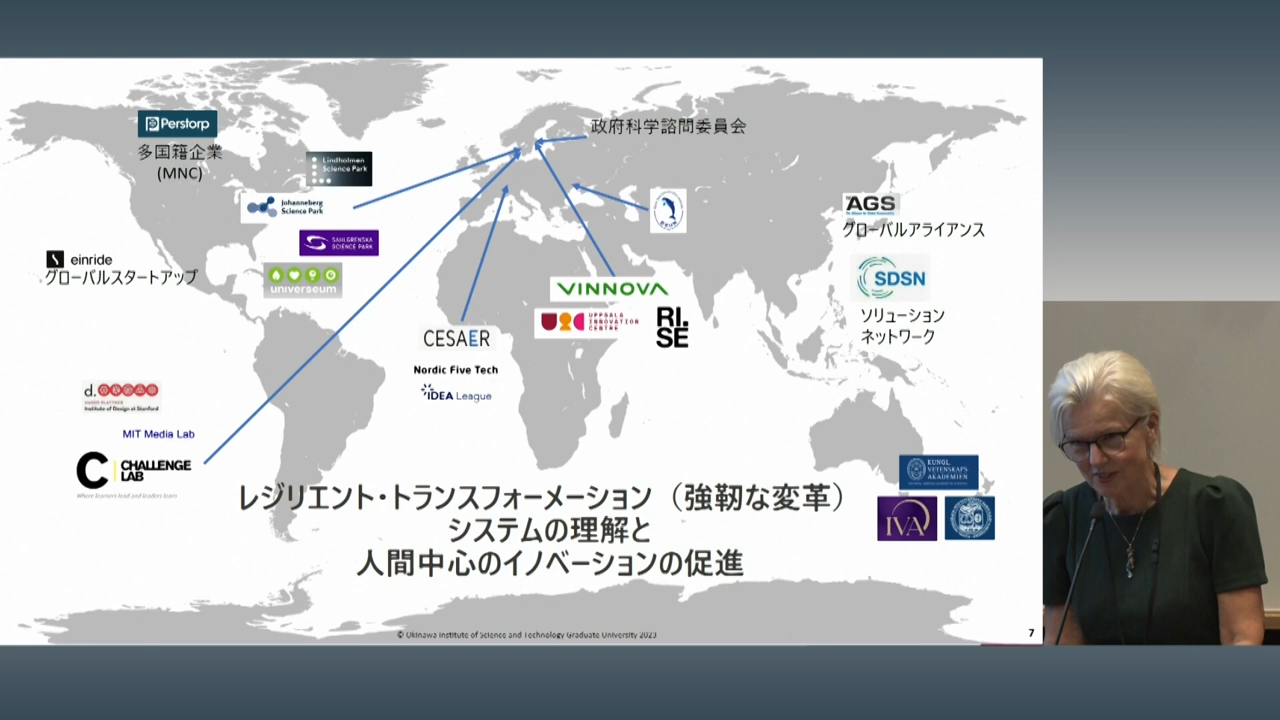 Perstorp
多国籍企業
(MNC)
Lindholmen
Science Park
Johanneberg
Science Park
SAHLGRENSKA
SCIENCE PARK
universeum
einride
グローバルスタートアップ
政府科学諮問委員会
AGS
グローバルアライアンス
SDSN
ソリューション
ネットワーク
VINNOVA
UIC
UPPSALA
INNOVATION
CENTRE
RI.
SE
CESAER
Nordic Five Tech
IDEA League
d.
HASSO PLATTNER
Institute of Design at Stanford
MIT Media Lab
C
CHALLENGE
LAB
Where learners lead and leaders learn
KUNGL.
VETENSKAPS
AKADEMIEN
IVA
レジリエント・トランスフォーメーション（強靭な変革）
システムの理解と
人間中心のイノベーションの促進
© Okinawa Institute of Science and Technology Graduate University 2023
7